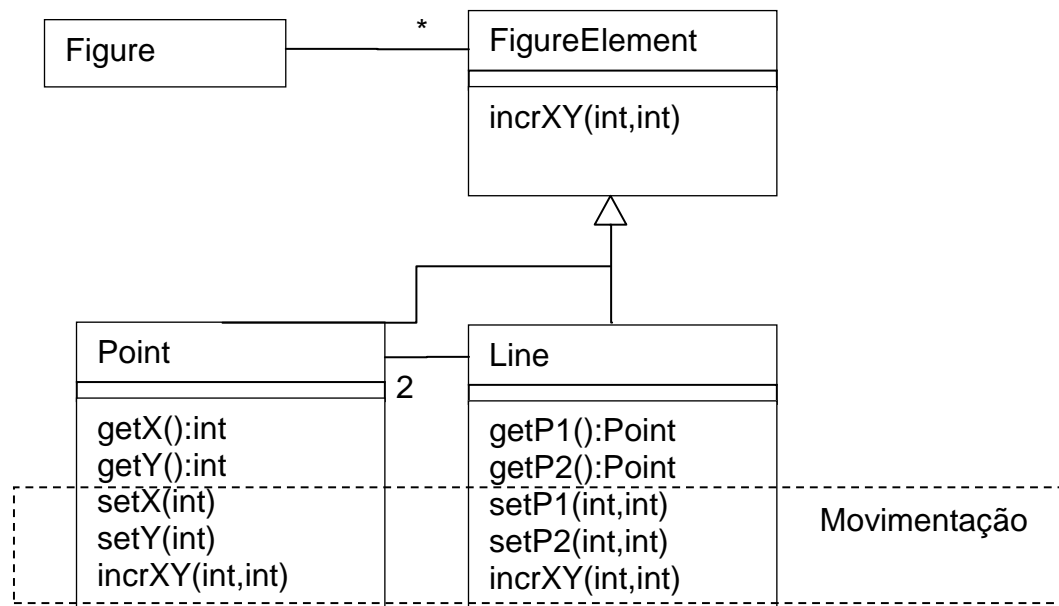 Figure
*
FigureElement
incrXY(int,int)
Point
2
getX():int
getY():int
setX(int)
setY(int)
incrXY(int,int)
Line
getP1():Point
getP2():Point
setP1(int,int)
setP2(int,int)
incrXY(int,int)
Movimentação